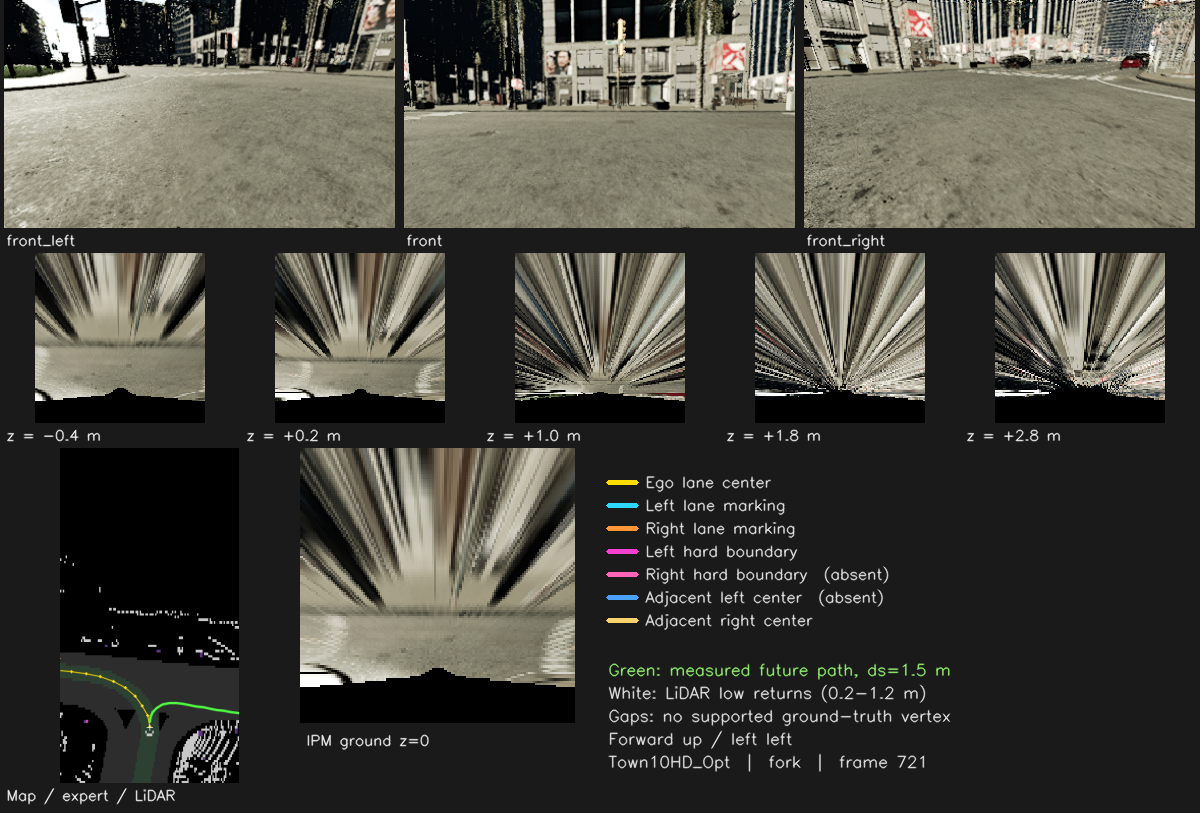 front_left
front
front_right
z = −0.4 m
z = +0.2 m
z = +1.0 m
z = +1.8 m
z = +2.8 m
Ego lane center
Left lane marking
Right lane marking
Left hard boundary
Right hard boundary (absent)
Adjacent left center (absent)
Adjacent right center
Green: measured future path, ds=1.5 m
White: LiDAR low returns (0.2−1.2 m)
Gaps: no supported ground−truth vertex
Forward up / left left
Town10HD_Opt | fork | frame 721
IPM ground z=0
Map / expert / LiDAR